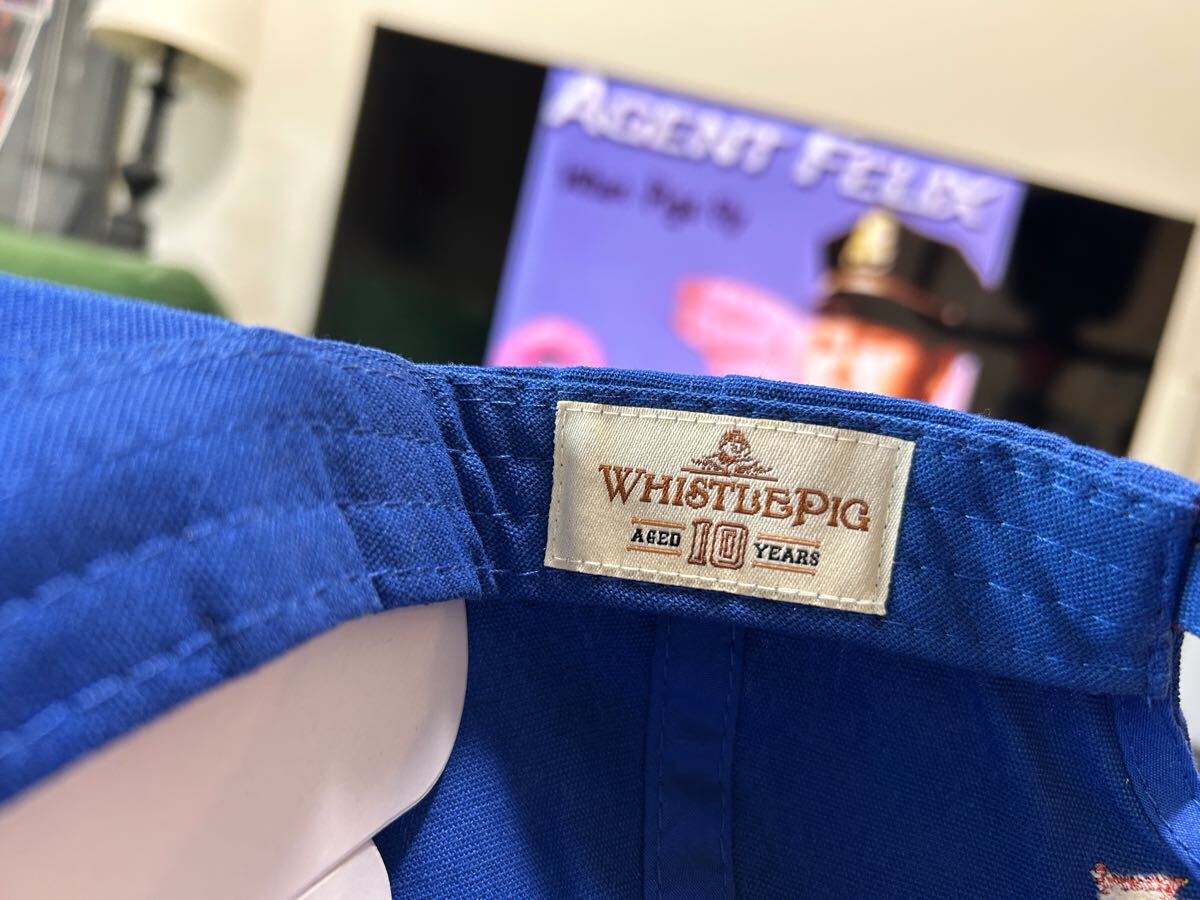 AGENT FELIX
WHISTLEPIG
AGED 10 YEARS